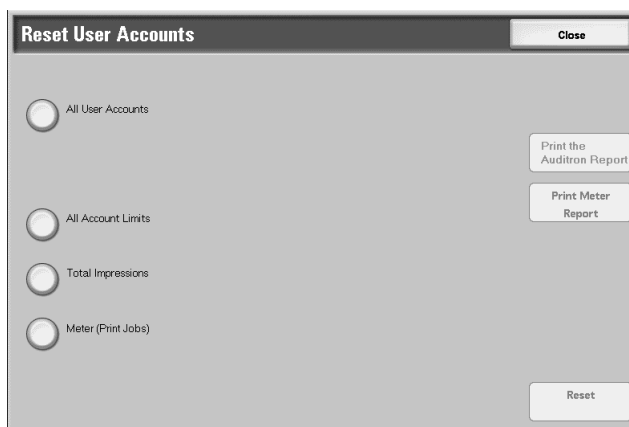 Reset User Accounts
Close
All User Accounts
Print the
Auditron Report
Print Meter
Report
All Account Limits
Total Impressions
Meter (Print Jobs)
Reset